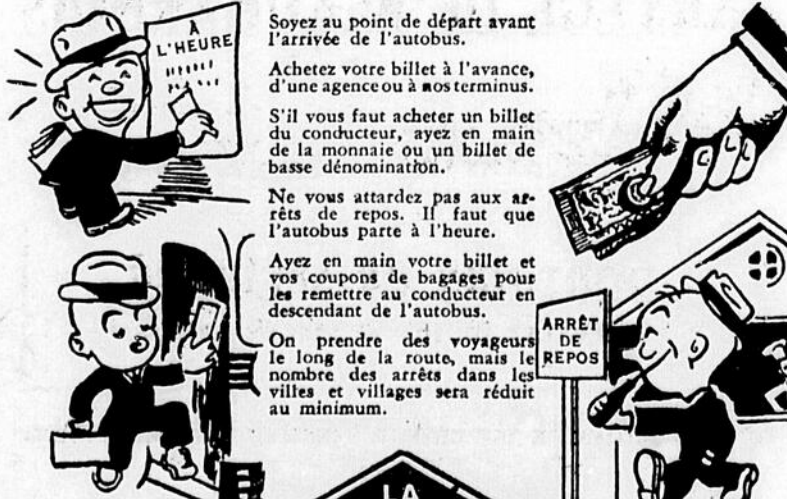 À
L'HEURE
Soyez au point de départ avant
l'arrivée de l'autobus.
Achetez votre billet à l'avance,
d'une agence ou à nos terminus.
S'il vous faut acheter un billet
du conducteur, ayez en main
de la monnaie ou un billet de
basse dénomination.
Ne vous attardez pas aux ar-
rêts de repos. Il faut que
l'autobus parte à l'heure.
Ayez en main votre billet et
vos coupons de bagages pour
les remettre au conducteur en
descendant de l'autobus.
On prendre des voyageurs
le long de la route, mais le
nombre des arrêts dans les
villes et villages sera réduit
au minimum.
ARRÊT
DE
REPOS
LA